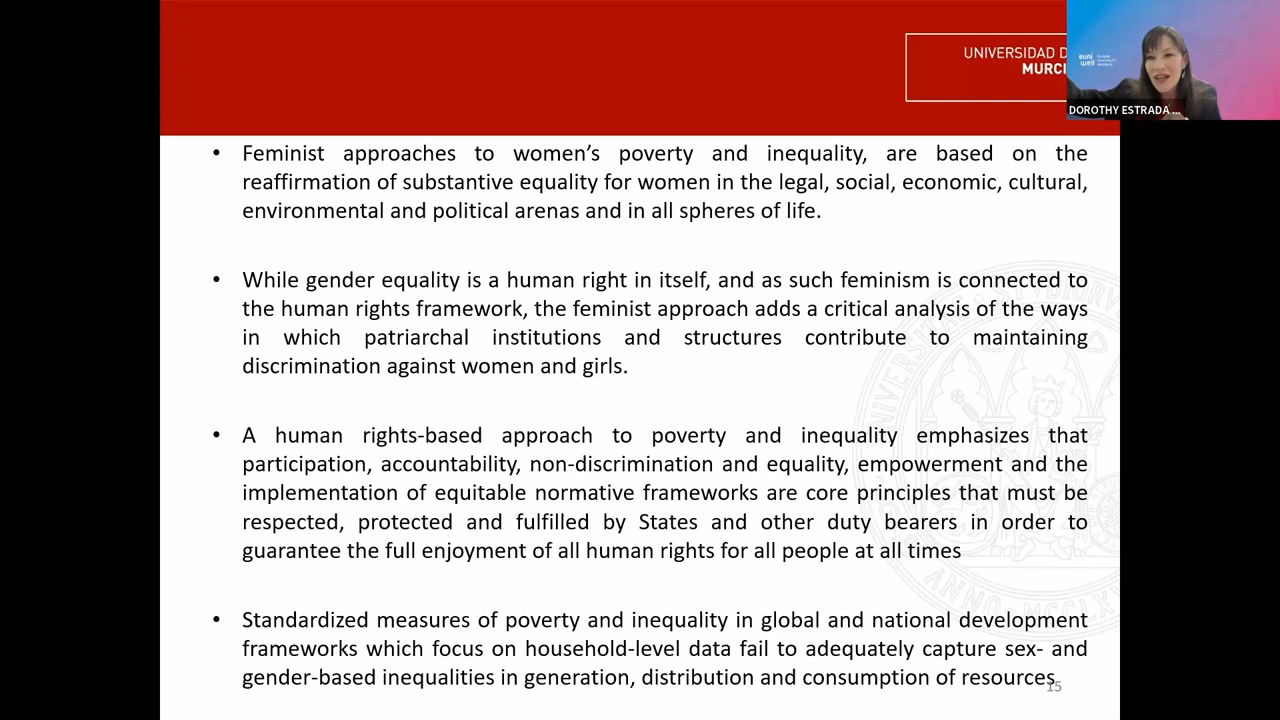 UNIVERSIDAD D
MURCI
euni
well
DOROTHY ESTRADA ...
• Feminist approaches to women’s poverty and inequality, are based on the
reaffirmation of substantive equality for women in the legal, social, economic, cultural,
environmental and political arenas and in all spheres of life.
• While gender equality is a human right in itself, and as such feminism is connected to
the human rights framework, the feminist approach adds a critical analysis of the ways
in which patriarchal institutions and structures contribute to maintaining
discrimination against women and girls.
• A human rights-based approach to poverty and inequality emphasizes that
participation, accountability, non-discrimination and equality, empowerment and the
implementation of equitable normative frameworks are core principles that must be
respected, protected and fulfilled by States and other duty bearers in order to
guarantee the full enjoyment of all human rights for all people at all times
• Standardized measures of poverty and inequality in global and national development
frameworks which focus on household-level data fail to adequately capture sex- and
gender-based inequalities in generation, distribution and consumption of resources
15